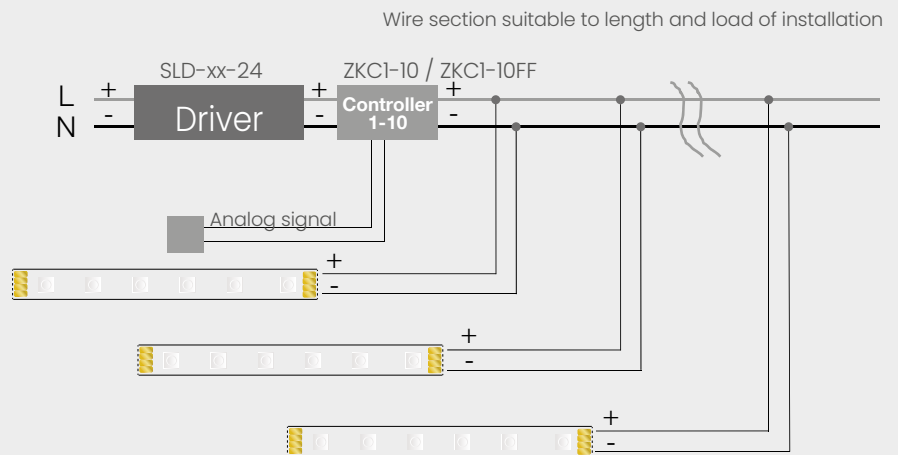 Wire section suitable to length and load of installation
SLD-xx-24
ZKC1-10 / ZKC1-10FF
L
+
+
+
Driver
Controller
1-10
N
-
-
-
Analog signal
+
-
+
-
+
-